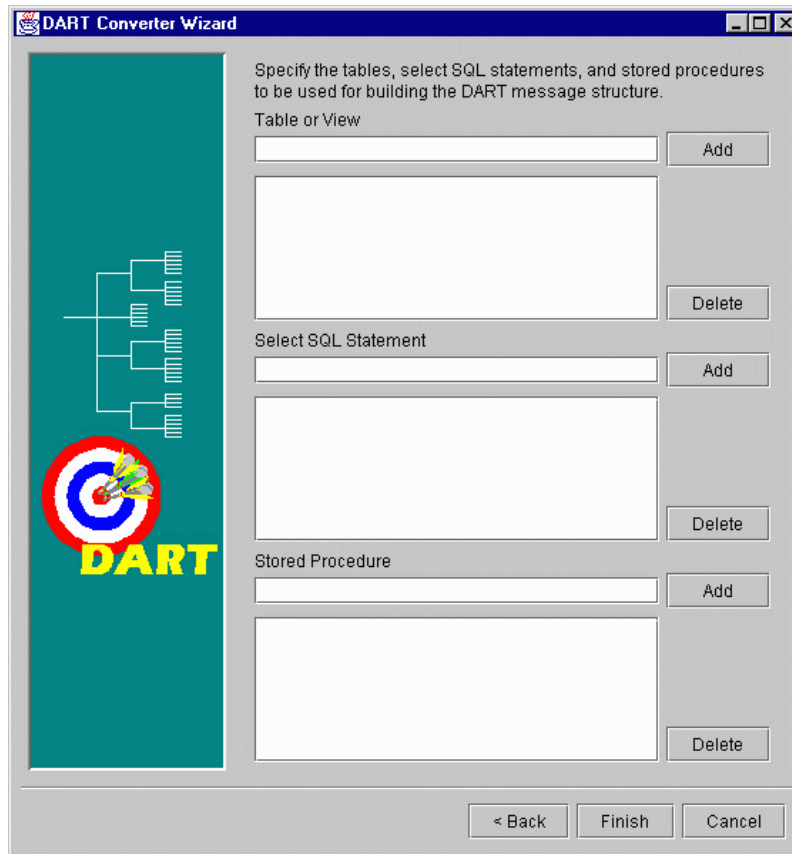 DART Converter Wizard
Specify the tables, select SQL statements, and stored procedures
to be used for building the DART message structure.
Table or View
Add
Delete
Select SQL Statement
Add
Delete
DART
Stored Procedure
Add
Delete
< Back
Finish
Cancel